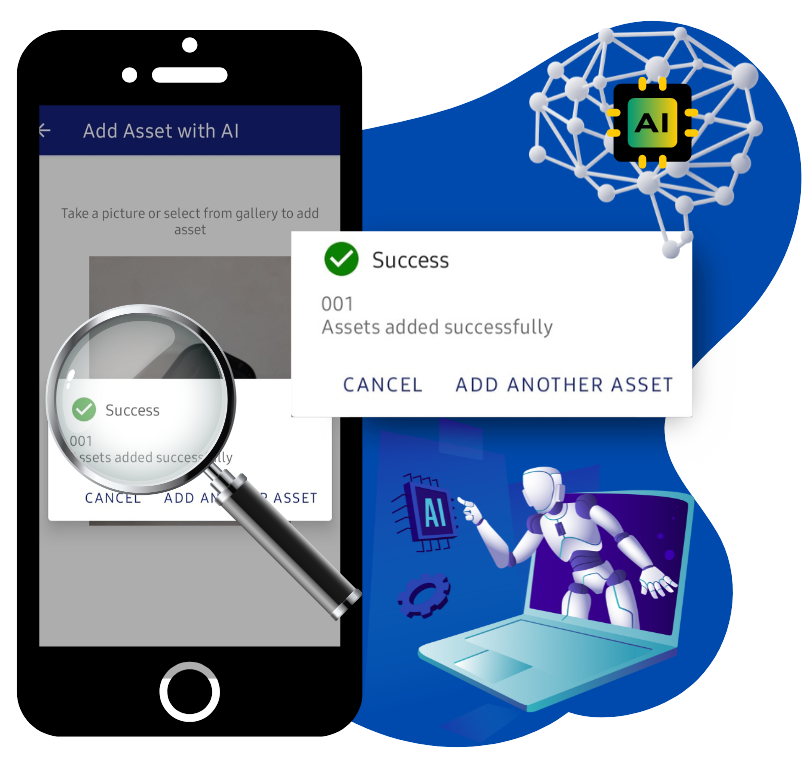 Add Asset with AI
Take a picture or select from gallery to add
asset
Success
001
Assets added successfully
CANCEL ADD ANOTHER ASSET
AI
Success
001
ssets added successfully
CANCEL ADD AN R ASSET
AI